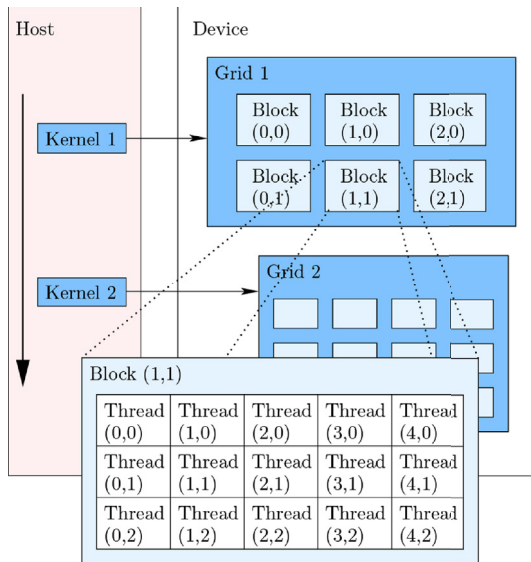 Host
Device
Grid 1
Block Block Block
(0,0) (1,0) (2,0)
Kernel 1
Block Block Block
(0,1) (1,1) (2,1)
Grid 2
Kernel 2
Block (1,1)
Thread Thread Thread Thread Thread
(0,0) (1,0) (2,0) (3,0) (4,0)
Thread Thread Thread Thread Thread
(0,1) (1,1) (2,1) (3,1) (4,1)
Thread Thread Thread Thread Thread
(0,2) (1,2) (2,2) (3,2) (4,2)